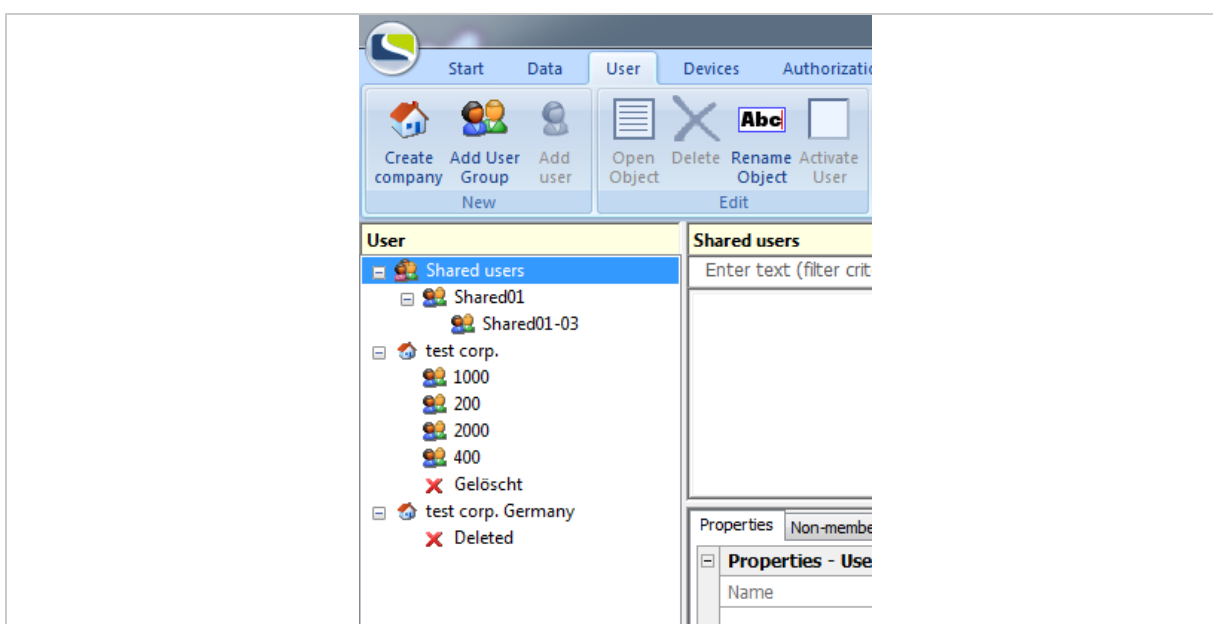 Start Data User Devices Authorizatic
Abc
Create company Add User Group Add user Open Object Delete Rename Object Activate User
New Edit
User Shared users
Shared users
Enter text (filter crit
Shared01
Shared01-03
test corp.
1000
200
2000
400
Gelöscht
test corp. Germany
Deleted
Properties Non-membe
Properties - Use
Name